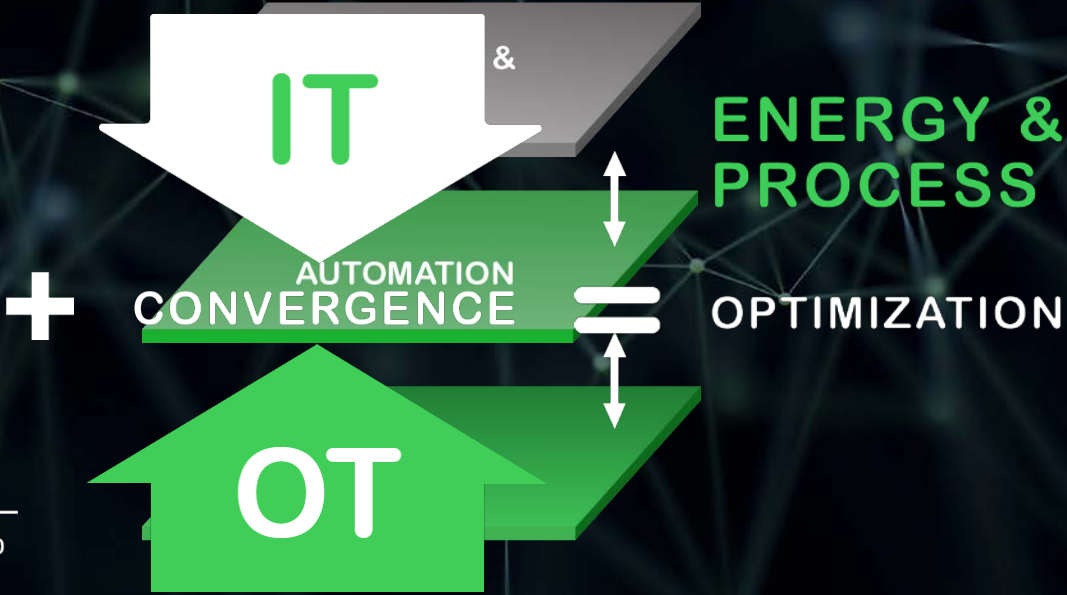 &
IT
ENERGY &
PROCESS
AUTOMATION
+ CONVERGENCE = OPTIMIZATION
OT